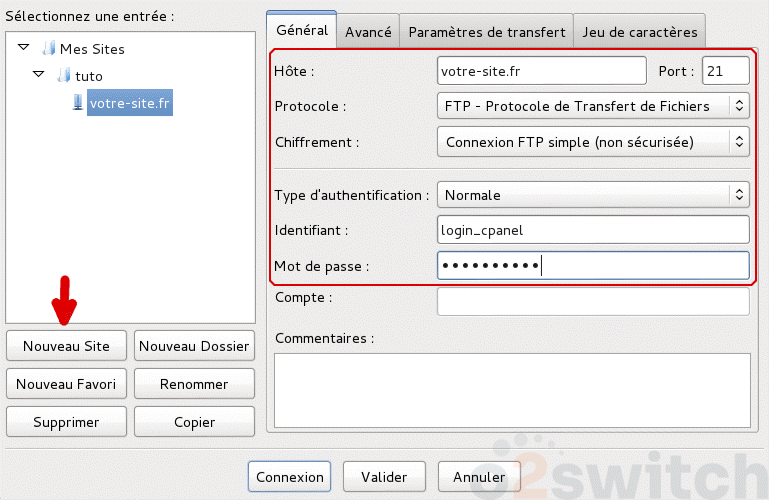 Sélectionnez une entrée :
Mes Sites
tuto
votre-site.fr
Nouveau Site
Nouveau Dossier
Nouveau Favori
Renommer
Supprimer
Copier
Général
Avancé
Paramètres de transfert
Jeu de caractères
Hôte :
votre-site.fr
Port :
21
Protocole :
FTP - Protocole de Transfert de Fichiers
Chiffrement :
Connexion FTP simple (non sécurisée)
Type d'authentification :
Normale
Identifiant :
login_cpanel
Mot de passe :
••••••••••
Compte :
Commentaires :
Connexion
Valider
Annuler
o2switch